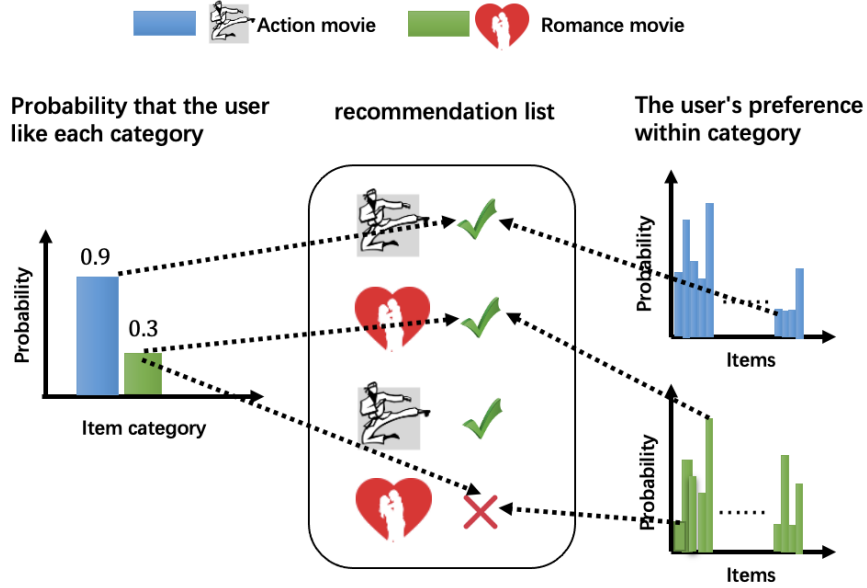 Action movie
Romance movie
Probability that the user
like each category
recommendation list
The user's preference
within category
Probability
0.9
0.3
Item category
Probability
Items
Probability
Items